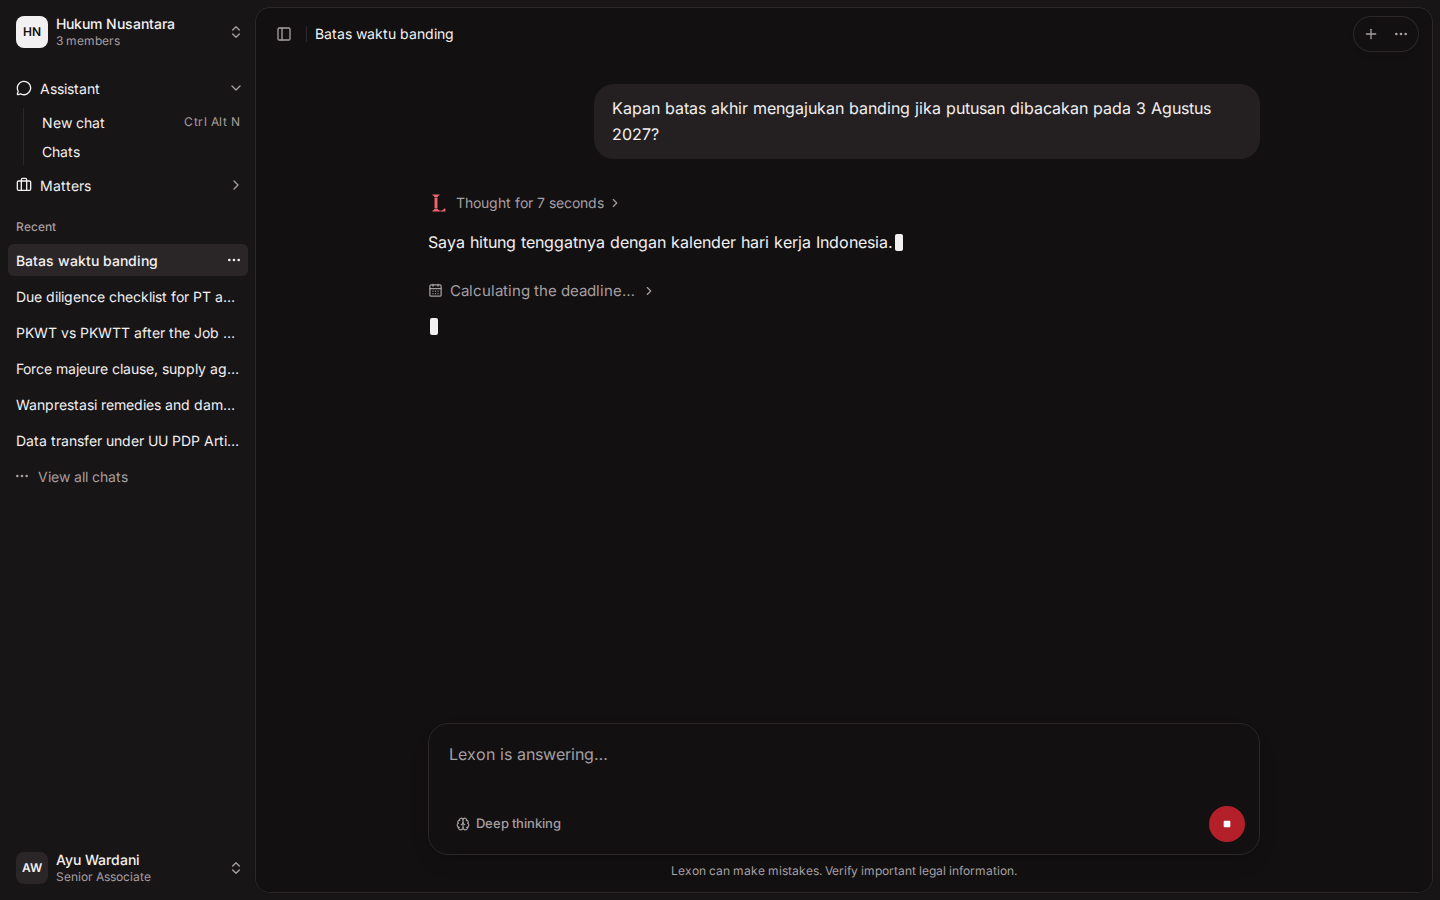 HN
Hukum Nusantara
3 members
Assistant
New chat
Ctrl Alt N
Chats
Matters
Recent
Batas waktu banding
Due diligence checklist for PT a...
PKWT vs PKWTT after the Job ...
Force majeure clause, supply ag...
Wanprestasi remedies and dam...
Data transfer under UU PDP Arti...
View all chats
AW
Ayu Wardani
Senior Associate
Batas waktu banding
Kapan batas akhir mengajukan banding jika putusan dibacakan pada 3 Agustus
2027?
L
Thought for 7 seconds
Saya hitung tenggatnya dengan kalender hari kerja Indonesia.
Calculating the deadline...
Lexon is answering...
Deep thinking
Lexon can make mistakes. Verify important legal information.